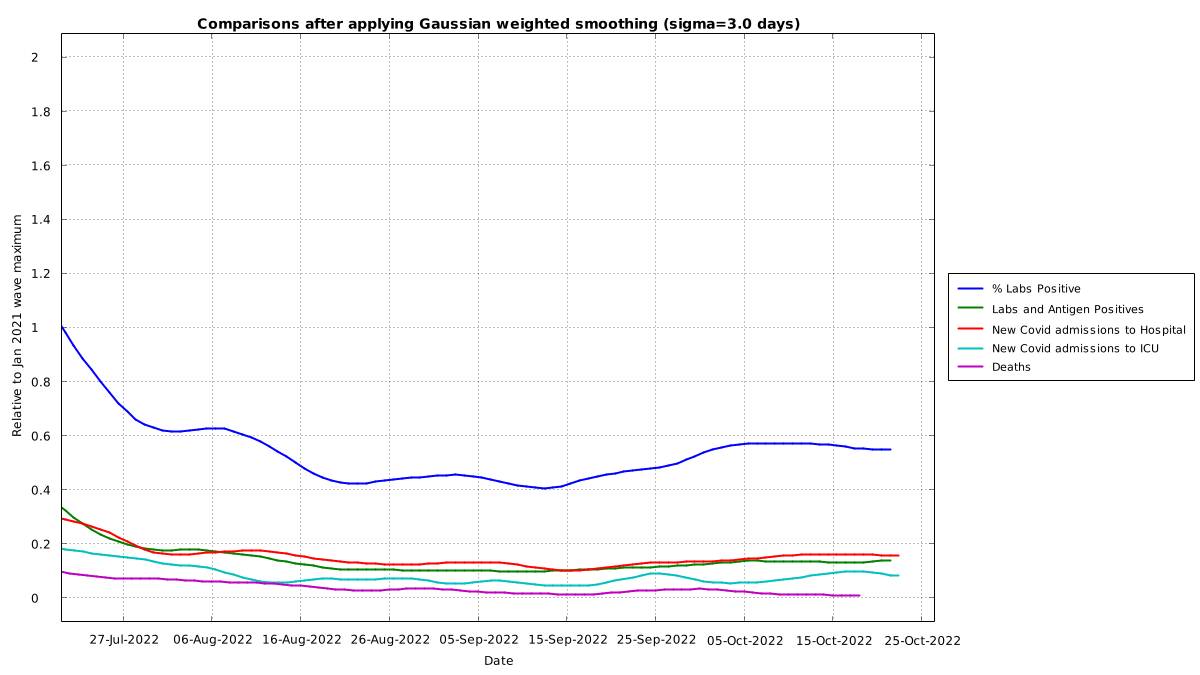 Comparisons after applying Gaussian weighted smoothing (sigma=3.0 days)
Relative to Jan 2021 wave maximum
2
1.8
1.6
1.4
1.2
1
0.8
0.6
0.4
0.2
0
27-Jul-2022 06-Aug-2022 16-Aug-2022 26-Aug-2022 05-Sep-2022 15-Sep-2022 25-Sep-2022 05-Oct-2022 15-Oct-2022 25-Oct-2022
Date
% Labs Positive
Labs and Antigen Positives
New Covid admissions to Hospital
New Covid admissions to ICU
Deaths